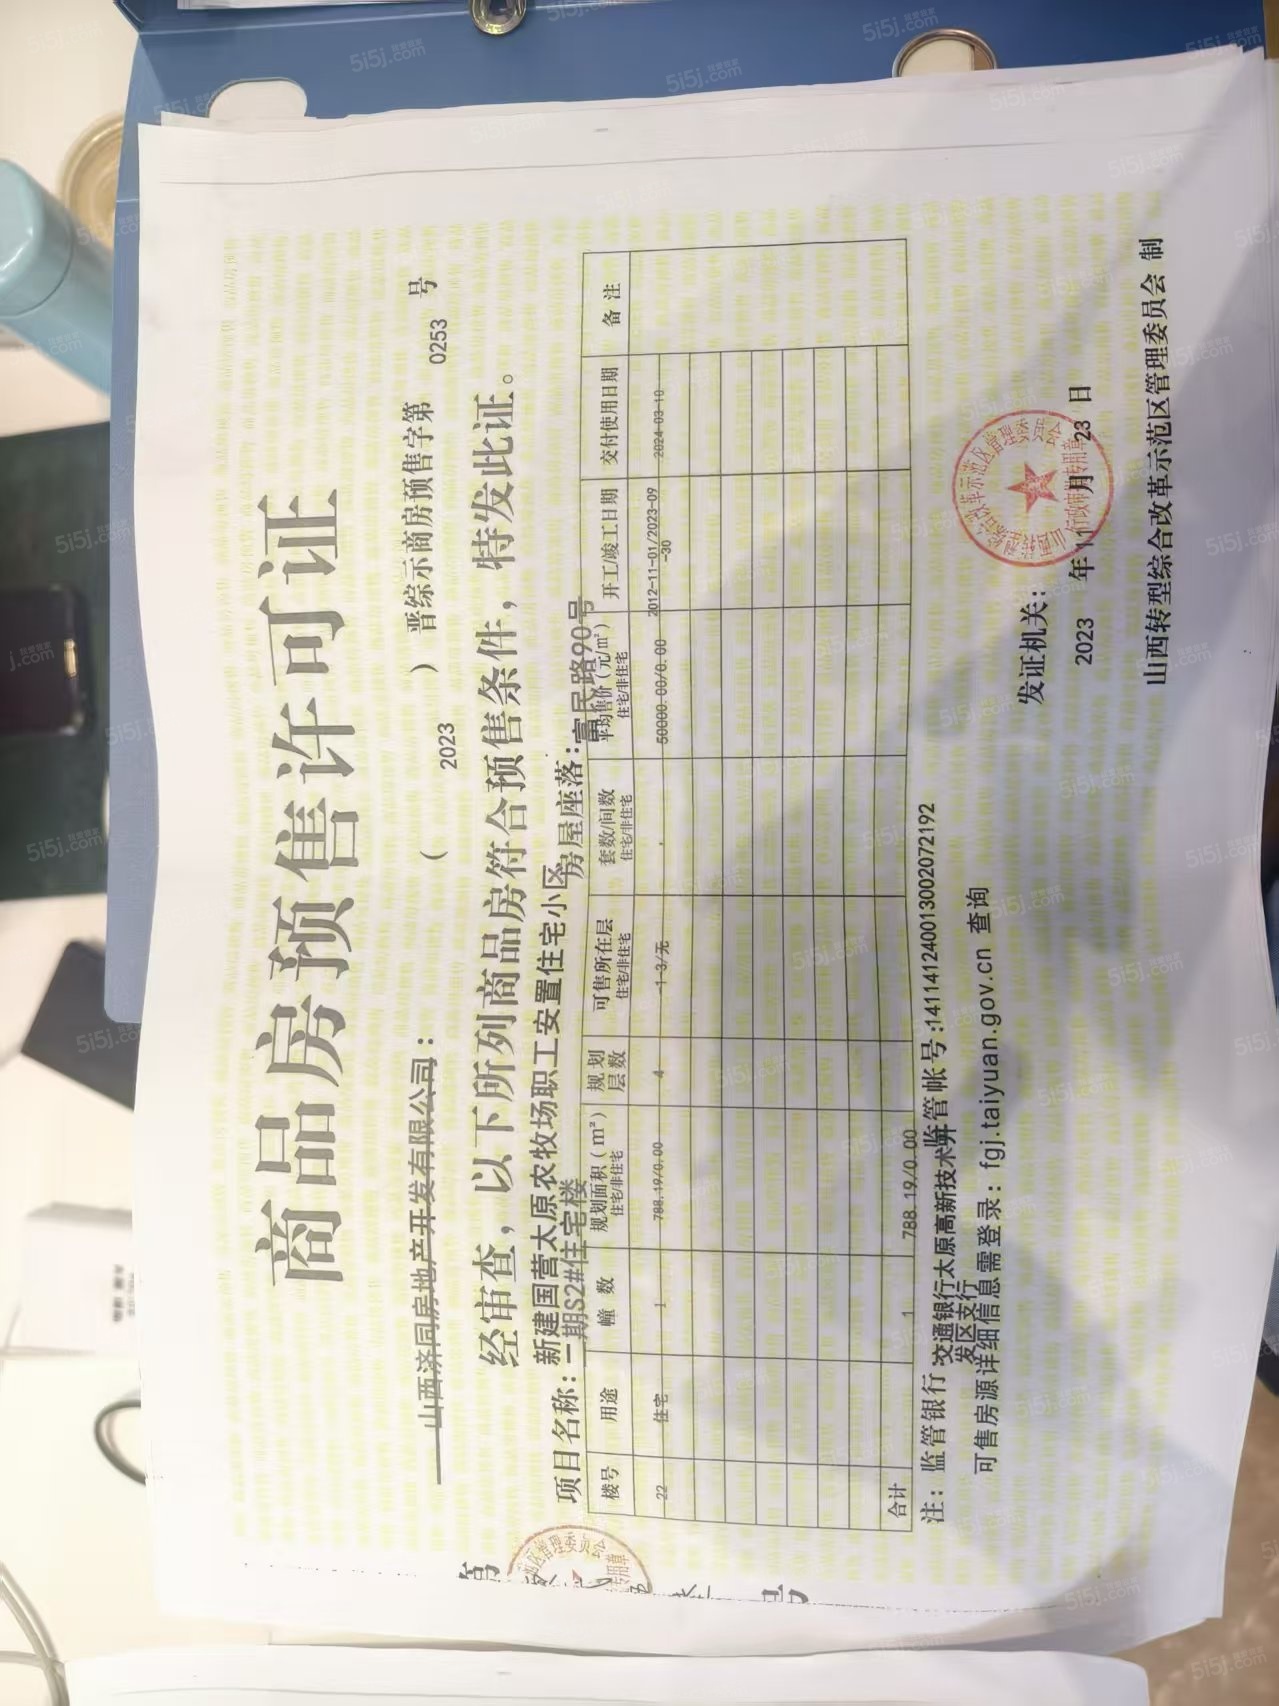 商品房预售许可证
（ 2023 ） 晋综示商房预售字第 0253 号
山西济同房地产开发有限公司：
经审查，以下所列商品房符合预售条件，特发此证。
项目名称：新建国营太原农牧场职工安置住宅小区二期S2#住宅楼 房屋座落：富民路90号
楼号 用途 幢数 规划面积(m²)住宅/非住宅 规划层数 可售所在层住宅/非住宅 套数/间数住宅/非住宅 平均售价(元/m²)住宅/非住宅 开工/竣工日期 交付使用日期 备注
22 住宅 1 788.19/0.00 4 -1-3/无 50000.00/0.00 2012-11-01/2023-09-30 2024-03-10
合计 1 788.19/0.00
注：监管银行：交通银行太原高新技术开发区支行 监管帐号:141141240013002072192
可售房源详细信息需登录：fgj.taiyuan.gov.cn 查询
发证机关：
2023 年 11 月 23 日
山西转型综合改革示范区管理委员会 制
第
号
5i5j.com